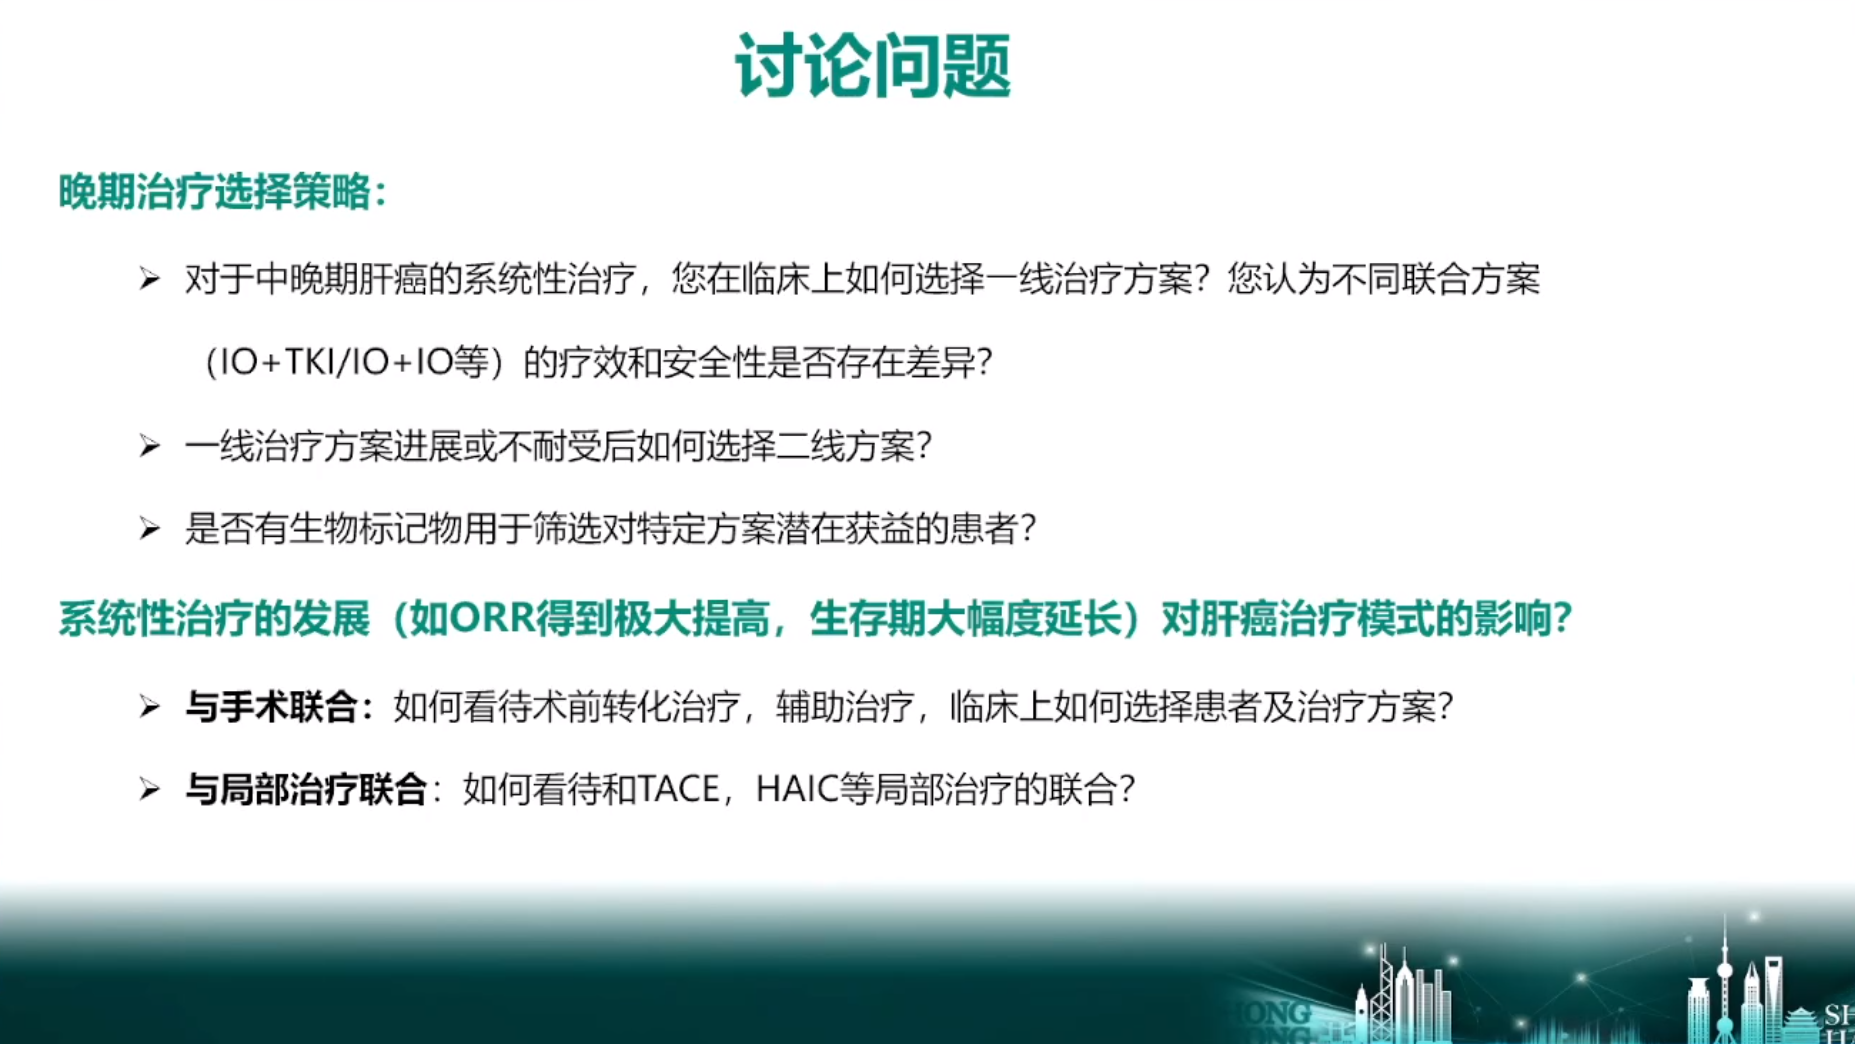 讨论问题
晚期治疗选择策略：
➢ 对于中晚期肝癌的系统性治疗，您在临床上如何选择一线治疗方案？您认为不同联合方案
（IO+TKI/IO+IO等）的疗效和安全性是否存在差异？
➢ 一线治疗方案进展或不耐受后如何选择二线方案？
➢ 是否有生物标记物用于筛选对特定方案潜在获益的患者？
系统性治疗的发展（如ORR得到极大提高，生存期大幅度延长）对肝癌治疗模式的影响？
➢ 与手术联合：如何看待术前转化治疗，辅助治疗，临床上如何选择患者及治疗方案？
➢ 与局部治疗联合：如何看待和TACE，HAIC等局部治疗的联合？